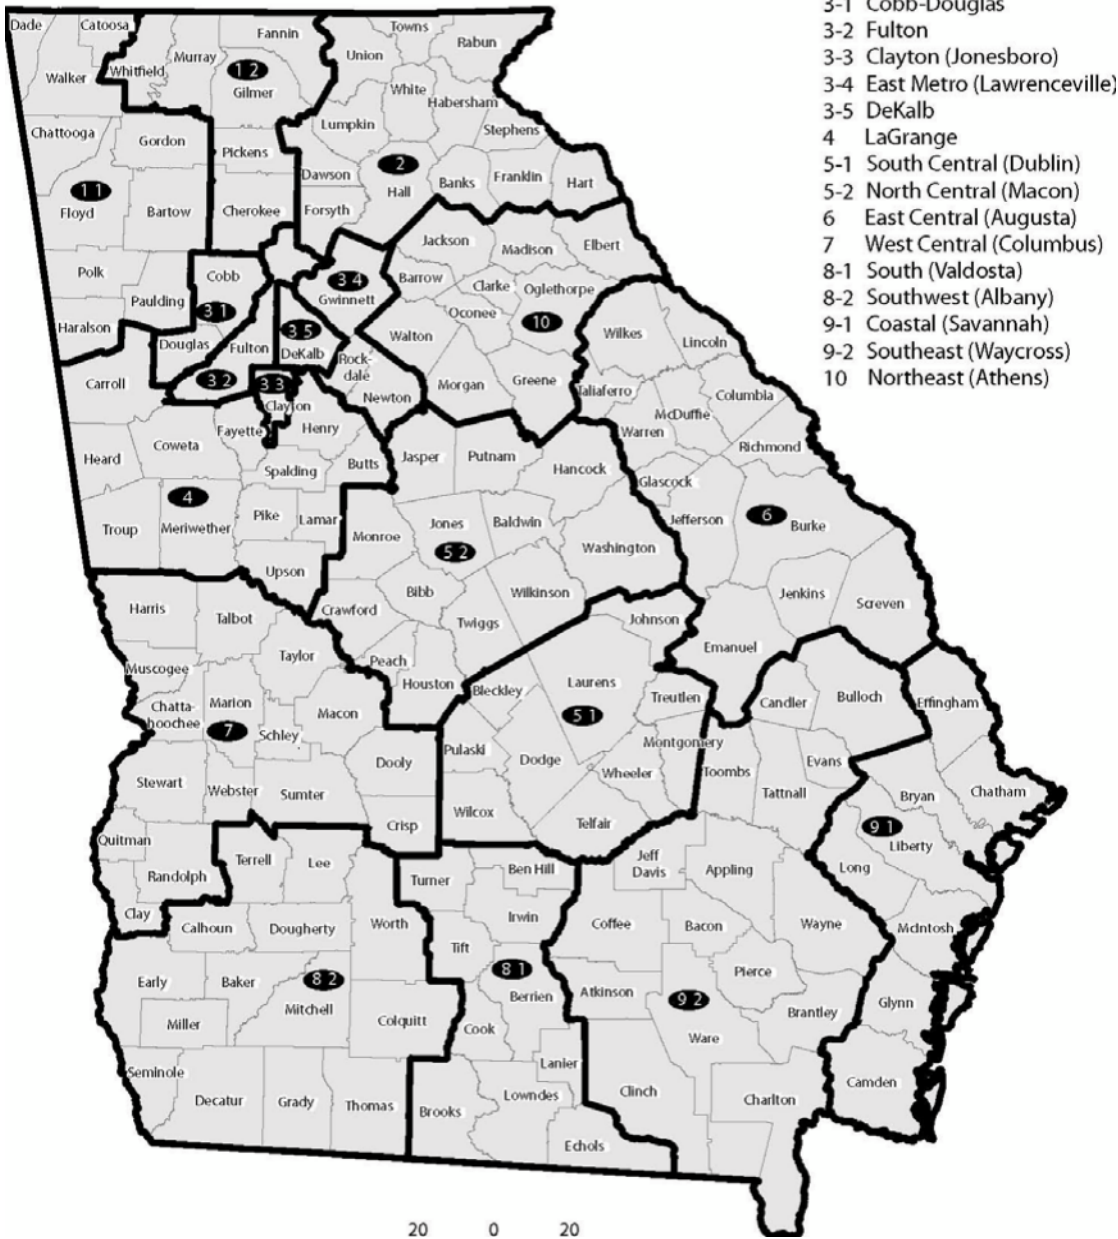 3-1 Cobb-Douglas
3-2 Fulton
3-3 Clayton (Jonesboro)
3-4 East Metro (Lawrenceville)
3-5 DeKalb
4 LaGrange
5-1 South Central (Dublin)
5-2 North Central (Macon)
6 East Central (Augusta)
7 West Central (Columbus)
8-1 South (Valdosta)
8-2 Southwest (Albany)
9-1 Coastal (Savannah)
9-2 Southeast (Waycross)
10 Northeast (Athens)
Dade
Catoosa
Fannin
Towns
Rabun
Union
Murray
Whitfield
Walker
1 2
Gilmer
White
Habersham
Lumpkin
Stephens
Chattooga
Gordon
Pickens
Dawson
2
Hall
Banks
Franklin
Hart
1 1
Floyd
Bartow
Cherokee
Forsyth
Jackson
Madison
Elbert
Polk
Cobb
3 4
Gwinnett
Barrow
Clarke
Oglethorpe
Paulding
3 1
Oconee
10
Haralson
Douglas
Fulton
3 5
DeKalb
Walton
Wilkes
Lincoln
Rock-
dale
Carroll
3 2
3 3
Newton
Morgan
Greene
Taliaferro
Columbia
McDuffie
Clayton
Fayette
Henry
Warren
Richmond
Heard
Coweta
Spalding
Butts
Jasper
Putnam
Hancock
Glascock
4
Troup
Meriwether
Pike
Lamar
Monroe
Jones
5 2
Baldwin
Washington
Jefferson
6
Burke
Upson
Bibb
Wilkinson
Jenkins
Screven
Harris
Talbot
Crawford
Twiggs
Johnson
Emanuel
Taylor
Muscogee
Peach
Houston
Bleckley
Laurens
Treutlen
Candler
Bulloch
Effingham
Chatta-
hoochee
Marion
7
Schley
Macon
5 1
Pulaski
Dodge
Montgomery
Wheeler
Toombs
Evans
Tattnall
Bryan
Chatham
Stewart
Webster
Sumter
Dooly
Crisp
Wilcox
Telfair
9 1
Liberty
Long
Quitman
Randolph
Clay
Terrell
Lee
Turner
Ben Hill
Jeff
Davis
Appling
Calhoun
Dougherty
Worth
Irwin
Tift
Coffee
Bacon
Wayne
McIntosh
Early
Baker
8 2
Mitchell
8 1
Berrien
Atkinson
9 2
Pierce
Brantley
Glynn
Miller
Colquitt
Cook
Ware
Lanier
Seminole
Decatur
Grady
Thomas
Brooks
Lowndes
Clinch
Charlton
Camden
Echols
20 0 20